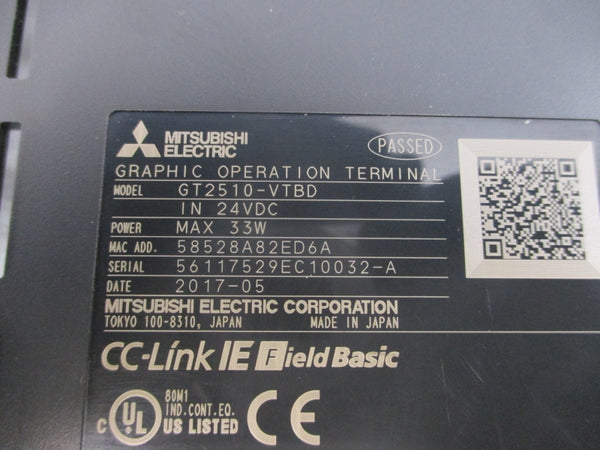 MITSUBISHI
ELECTRIC
PASSED
GRAPHIC OPERATION TERMINAL
MODEL GT2510-VTBD
IN 24VDC
POWER MAX 33W
MAC ADD. 58528A82ED6A
SERIAL 56117529EC10032-A
DATE 2017-05
MITSUBISHI ELECTRIC CORPORATION
TOKYO 100-8310, JAPAN MADE IN JAPAN
CC-Link IE Field Basic
80M1
IND.CONT.EQ.
C UL US LISTED CE